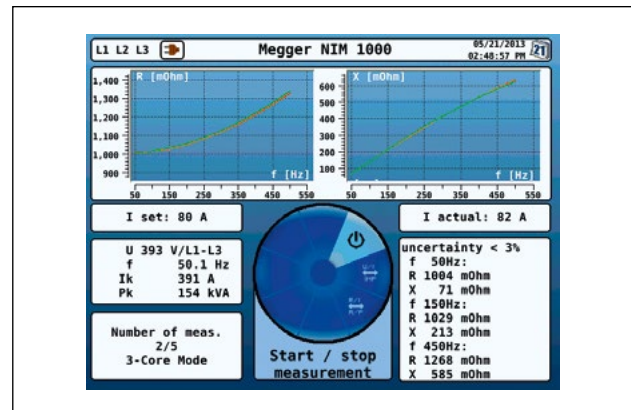 L1 L2 L3
Megger NIM 1000
05/21/2013
02:48:57 PM
21
R [mOhm]
1,400
1,300
1,200
1,100
1,000
900
f [Hz]
50 150 250 350 450 550
X [mOhm]
600
500
400
300
200
100
f [Hz]
50 150 250 350 450 550
I set: 80 A
I actual: 82 A
U 393 V/L1-L3
f 50.1 Hz
Ik 391 A
Pk 154 kVA
Number of meas.
2/5
3-Core Mode
Start / stop
measurement
uncertainty < 3%
f 50Hz:
R 1004 mOhm
X 71 mOhm
f 150Hz:
R 1029 mOhm
X 213 mOhm
f 450Hz:
R 1268 mOhm
X 585 mOhm